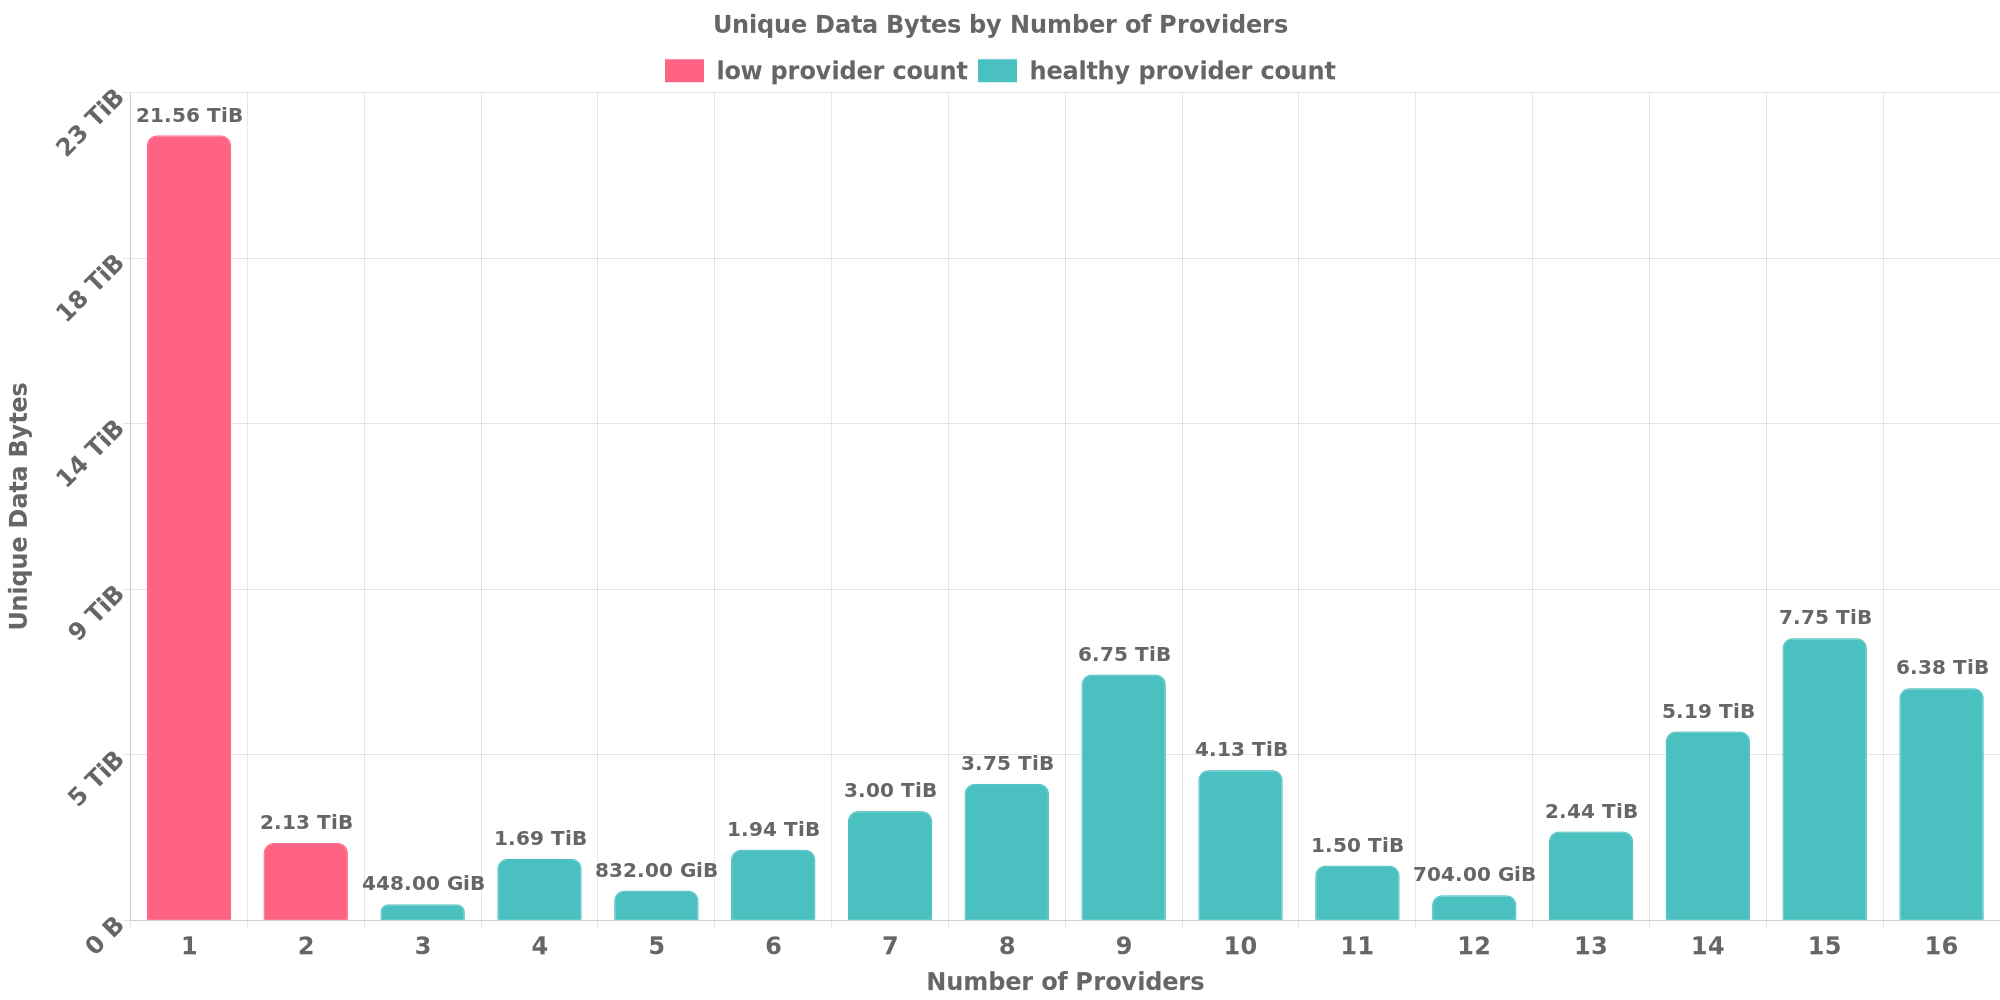 Unique Data Bytes by Number of Providers
low provider count healthy provider count
23 TiB
18 TiB
14 TiB
9 TiB
5 TiB
0 B
Unique Data Bytes
21.56 TiB
2.13 TiB
448.00 GiB
1.69 TiB
832.00 GiB
1.94 TiB
3.00 TiB
3.75 TiB
6.75 TiB
4.13 TiB
1.50 TiB
704.00 GiB
2.44 TiB
5.19 TiB
7.75 TiB
6.38 TiB
1 2 3 4 5 6 7 8 9 10 11 12 13 14 15 16
Number of Providers